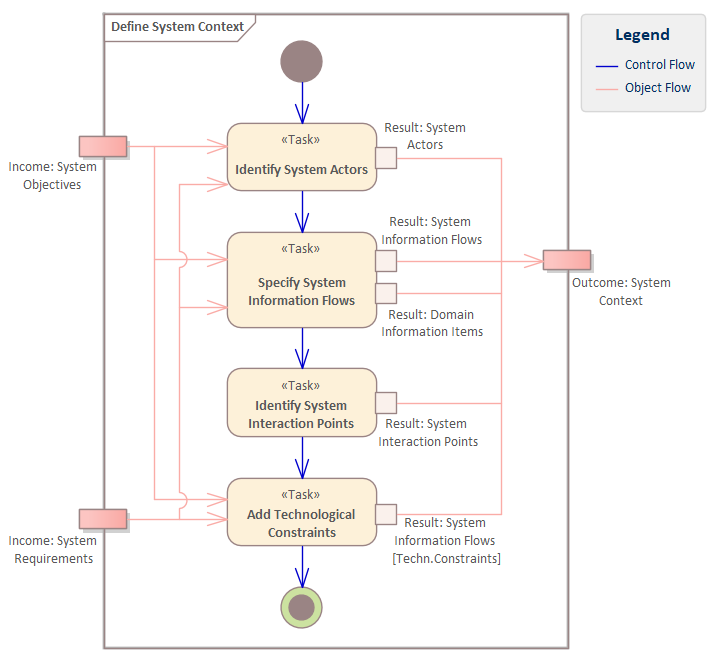 Define System Context
Legend
Control Flow
Object Flow
Income: System
Objectives
«Task»
Identify System Actors
Result: System
Actors
«Task»
Specify System
Information Flows
Result: System
Information Flows
Result: Domain
Information Items
Outcome: System
Context
«Task»
Identify System
Interaction Points
Result: System
Interaction Points
Income: System
Requirements
«Task»
Add Technological
Constraints
Result: System
Information Flows
[Techn.Constraints]